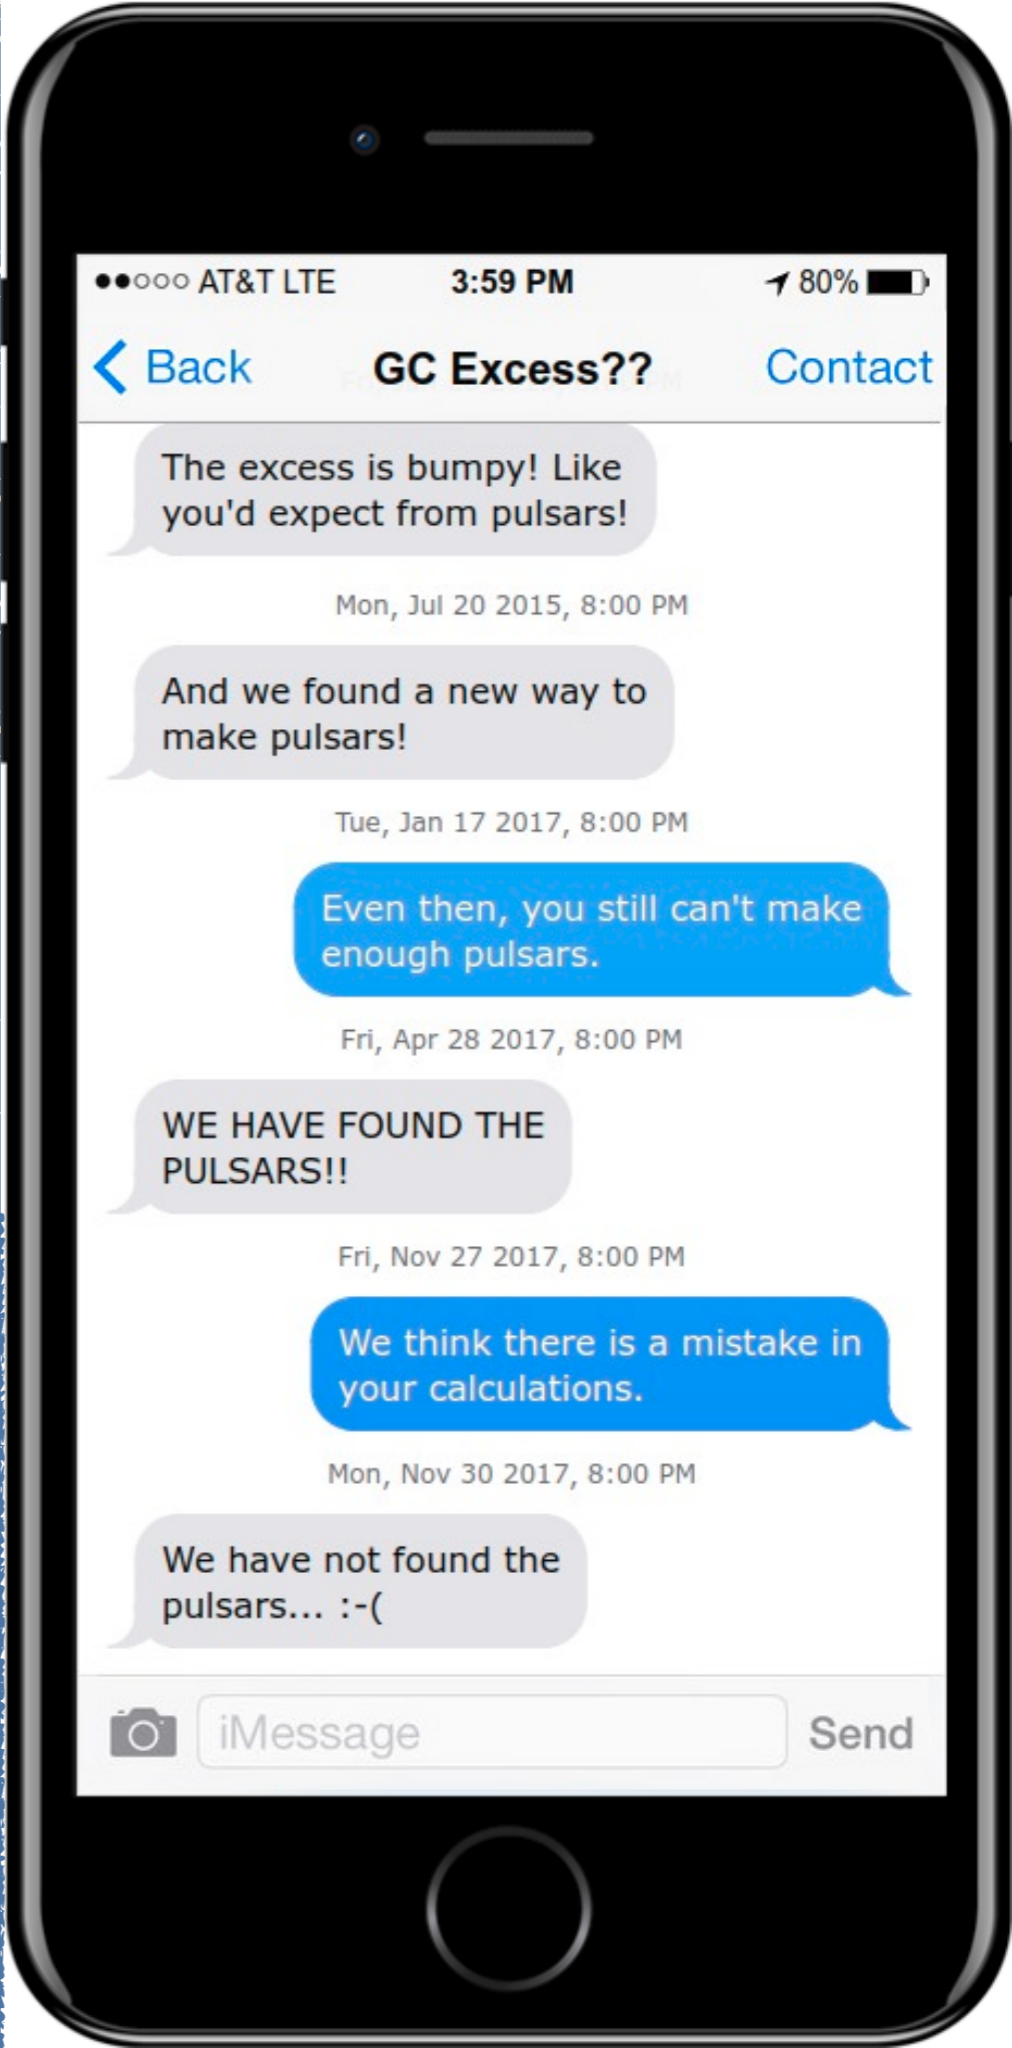 AT&T LTE 3:59 PM 80%
Back GC Excess?? Contact
The excess is bumpy! Like
you'd expect from pulsars!
Mon, Jul 20 2015, 8:00 PM
And we found a new way to
make pulsars!
Tue, Jan 17 2017, 8:00 PM
Even then, you still can't make
enough pulsars.
Fri, Apr 28 2017, 8:00 PM
WE HAVE FOUND THE
PULSARS!!
Fri, Nov 27 2017, 8:00 PM
We think there is a mistake in
your calculations.
Mon, Nov 30 2017, 8:00 PM
We have not found the
pulsars... :-(
iMessage Send